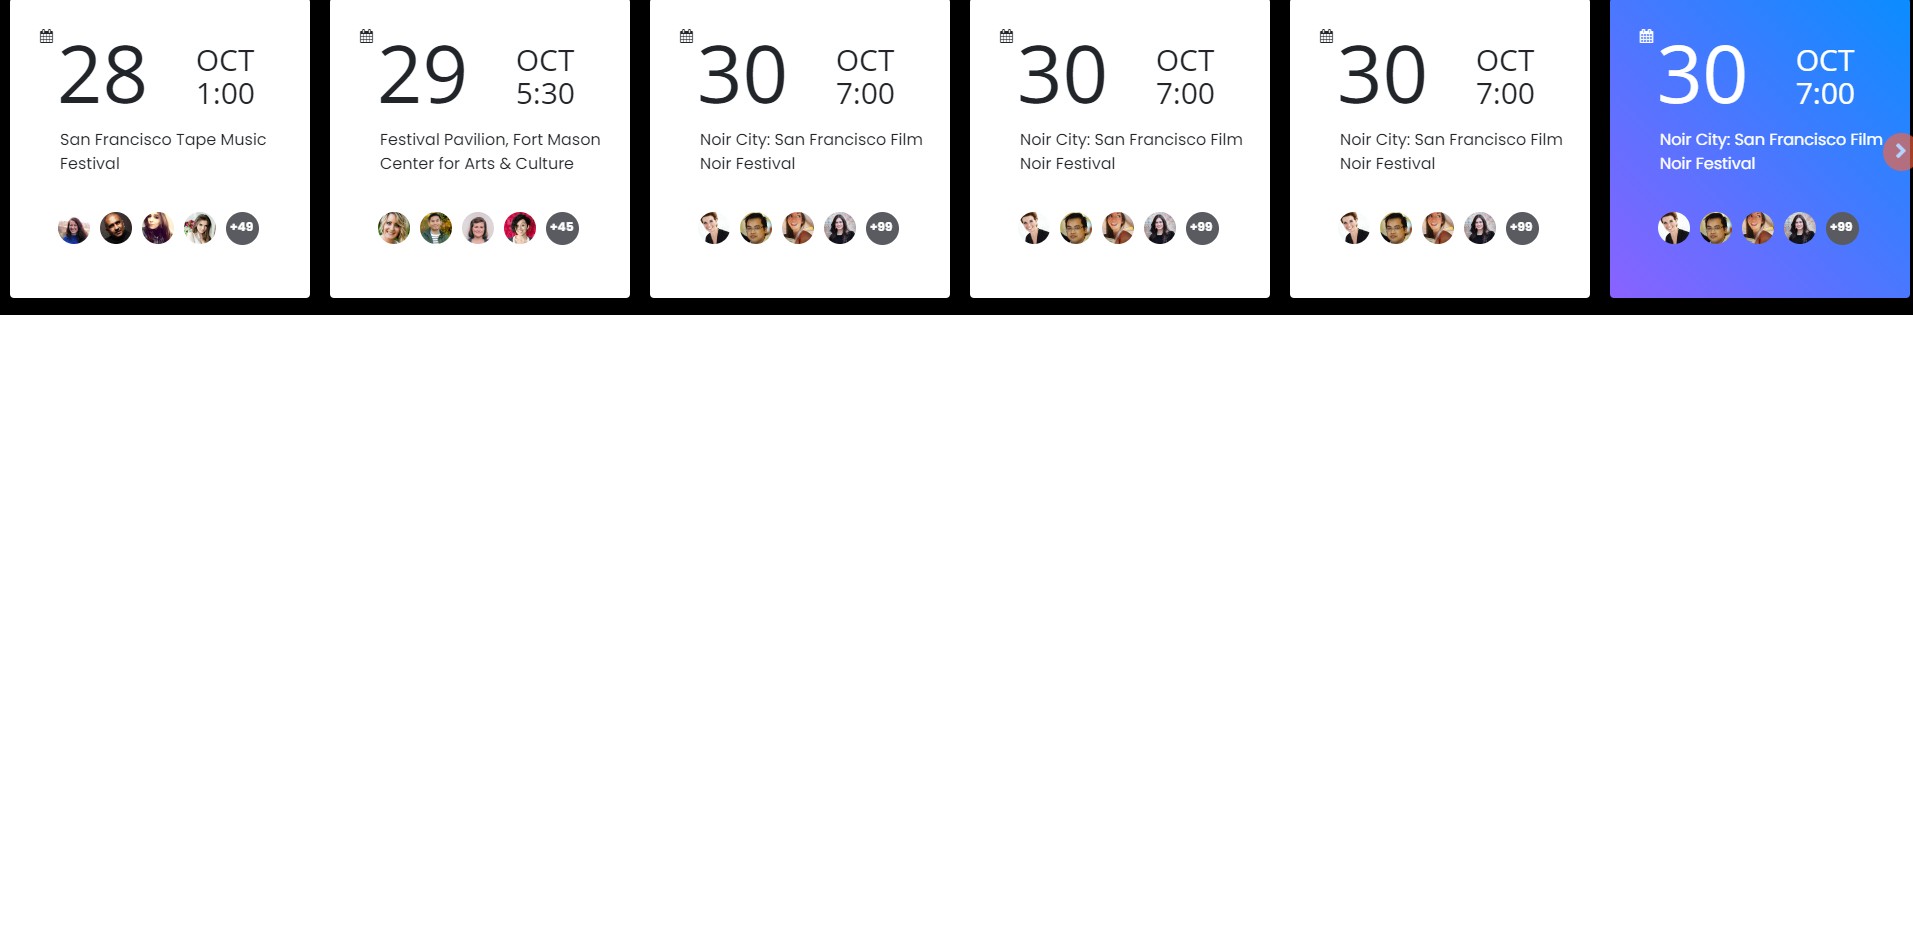 28
OCT
1:00
San Francisco Tape Music
Festival
+49
29
OCT
5:30
Festival Pavilion, Fort Mason
Center for Arts & Culture
+45
30
OCT
7:00
Noir City: San Francisco Film
Noir Festival
+99
30
OCT
7:00
Noir City: San Francisco Film
Noir Festival
+99
30
OCT
7:00
Noir City: San Francisco Film
Noir Festival
+99
30
OCT
7:00
Noir City: San Francisco Film
Noir Festival
+99